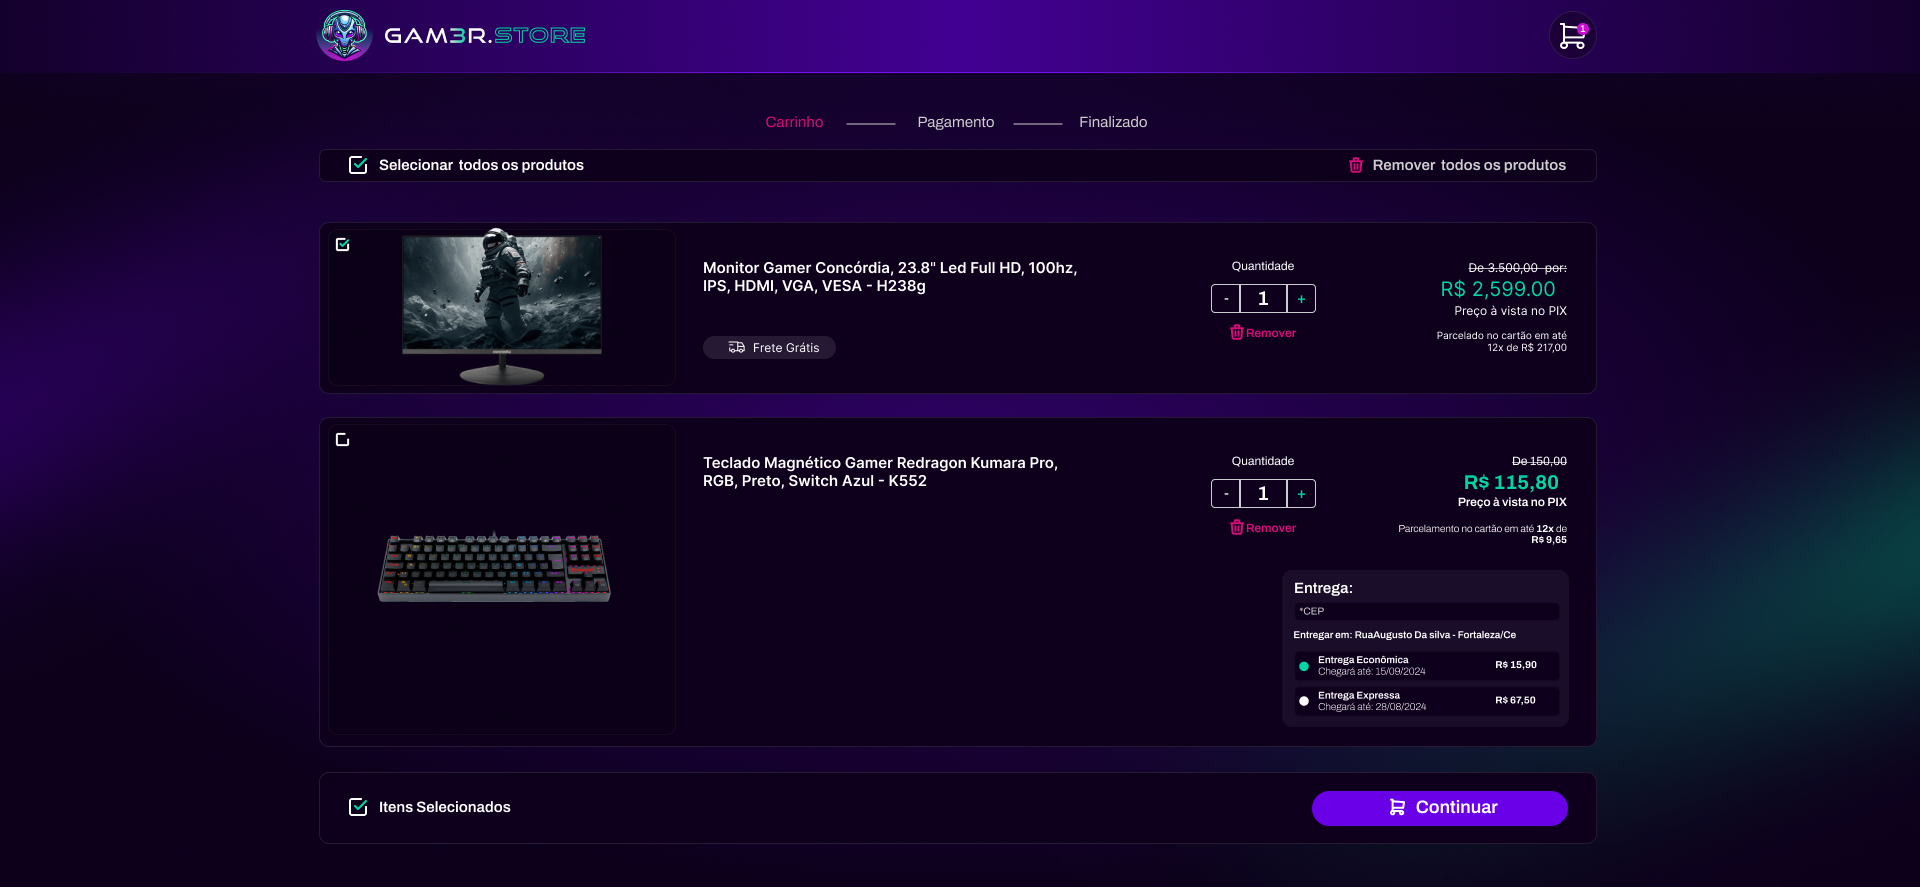 GAM3R.STORE
1
Carrinho
Pagamento
Finalizado
Selecionar todos os produtos
Remover todos os produtos
Monitor Gamer Concórdia, 23.8" Led Full HD, 100hz,
IPS, HDMI, VGA, VESA - H238g
Frete Grátis
Quantidade
- 1 +
Remover
De 3.500,00 por:
R$ 2,599.00
Preço à vista no PIX
Parcelado no cartão em até
12x de R$ 217,00
Teclado Magnético Gamer Redragon Kumara Pro,
RGB, Preto, Switch Azul - K552
Quantidade
- 1 +
Remover
De 150,00
R$ 115,80
Preço à vista no PIX
Parcelamento no cartão em até 12x de
R$ 9,65
Entrega:
*CEP
Entregar em: RuaAugusto Da silva - Fortaleza/Ce
Entrega Econômica
Chegará até: 15/09/2024
R$ 15,90
Entrega Expressa
Chegará até: 28/08/2024
R$ 67,50
Itens Selecionados
Continuar